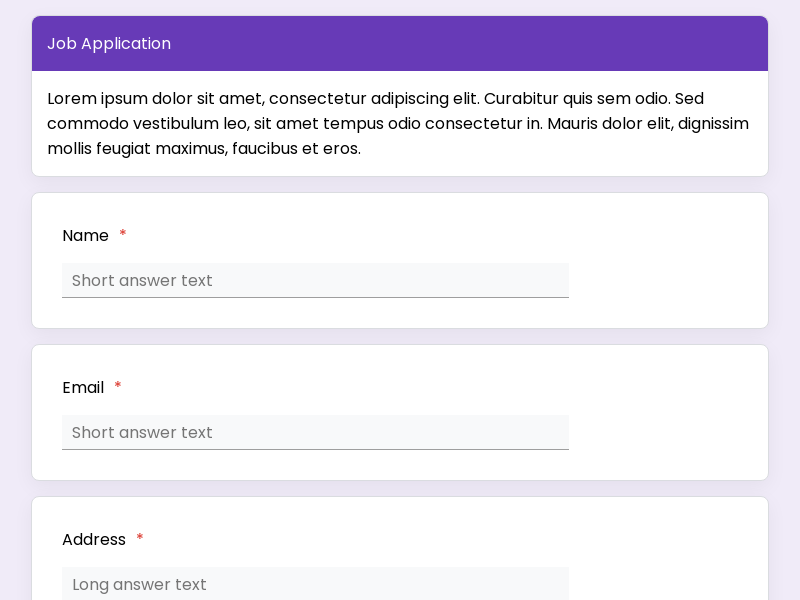 Job Application
Lorem ipsum dolor sit amet, consectetur adipiscing elit. Curabitur quis sem odio. Sed
commodo vestibulum leo, sit amet tempus odio consectetur in. Mauris dolor elit, dignissim
mollis feugiat maximus, faucibus et eros.
Name *
Short answer text
Email *
Short answer text
Address *
Long answer text